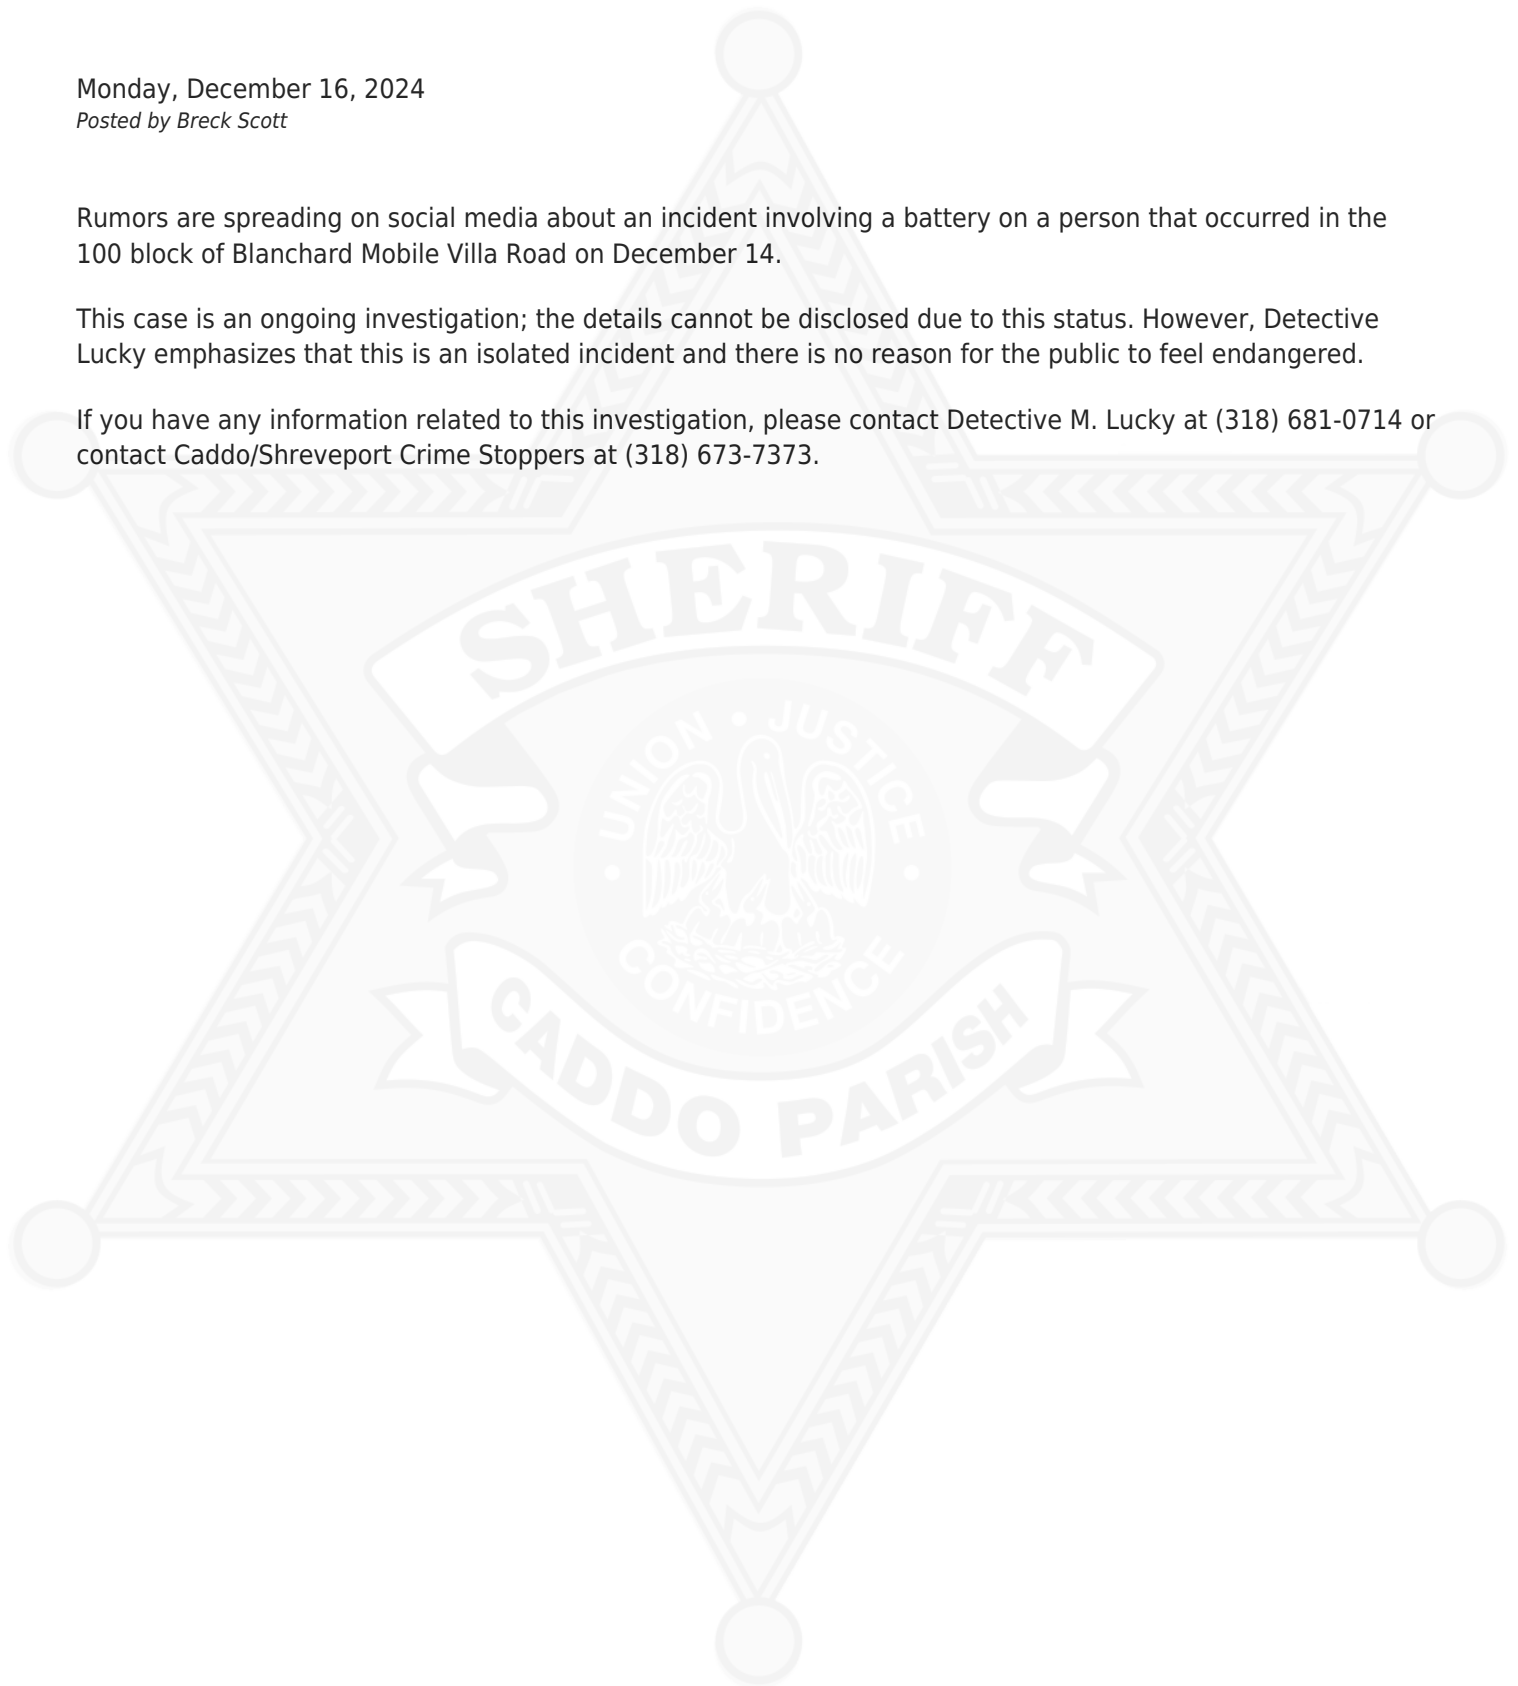 Monday, December 16, 2024
Posted by Breck Scott
Rumors are spreading on social media about an incident involving a battery on a person that occurred in the
100 block of Blanchard Mobile Villa Road on December 14.
This case is an ongoing investigation; the details cannot be disclosed due to this status. However, Detective
Lucky emphasizes that this is an isolated incident and there is no reason for the public to feel endangered.
If you have any information related to this investigation, please contact Detective M. Lucky at (318) 681-0714 or
contact Caddo/Shreveport Crime Stoppers at (318) 673-7373.
SHERIFF
UNION • JUSTICE
• CONFIDENCE •
CADDO PARISH